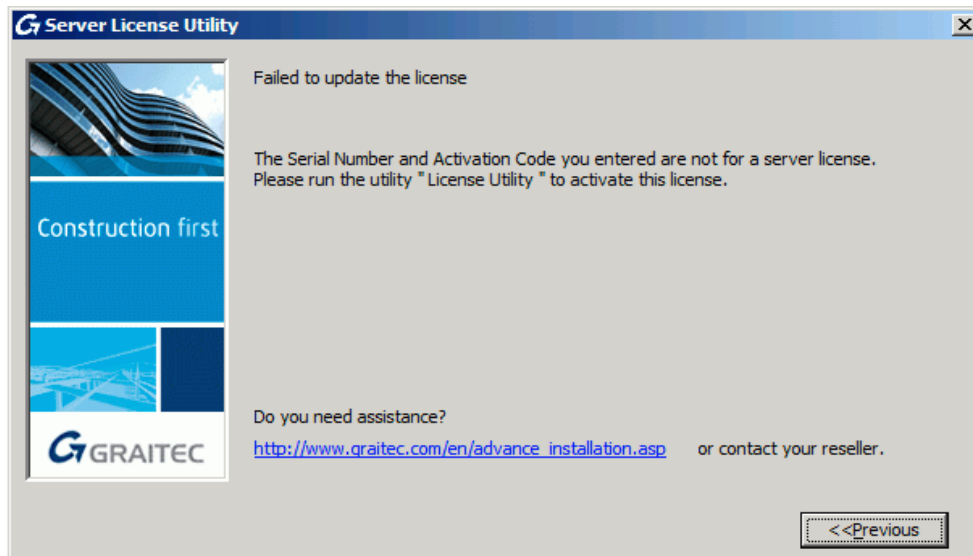 Server License Utility
Failed to update the license
The Serial Number and Activation Code you entered are not for a server license.
Please run the utility " License Utility " to activate this license.
Construction first
Do you need assistance?
http://www.graitec.com/en/advance_installation.asp or contact your reseller.
GRAITEC
<<Previous